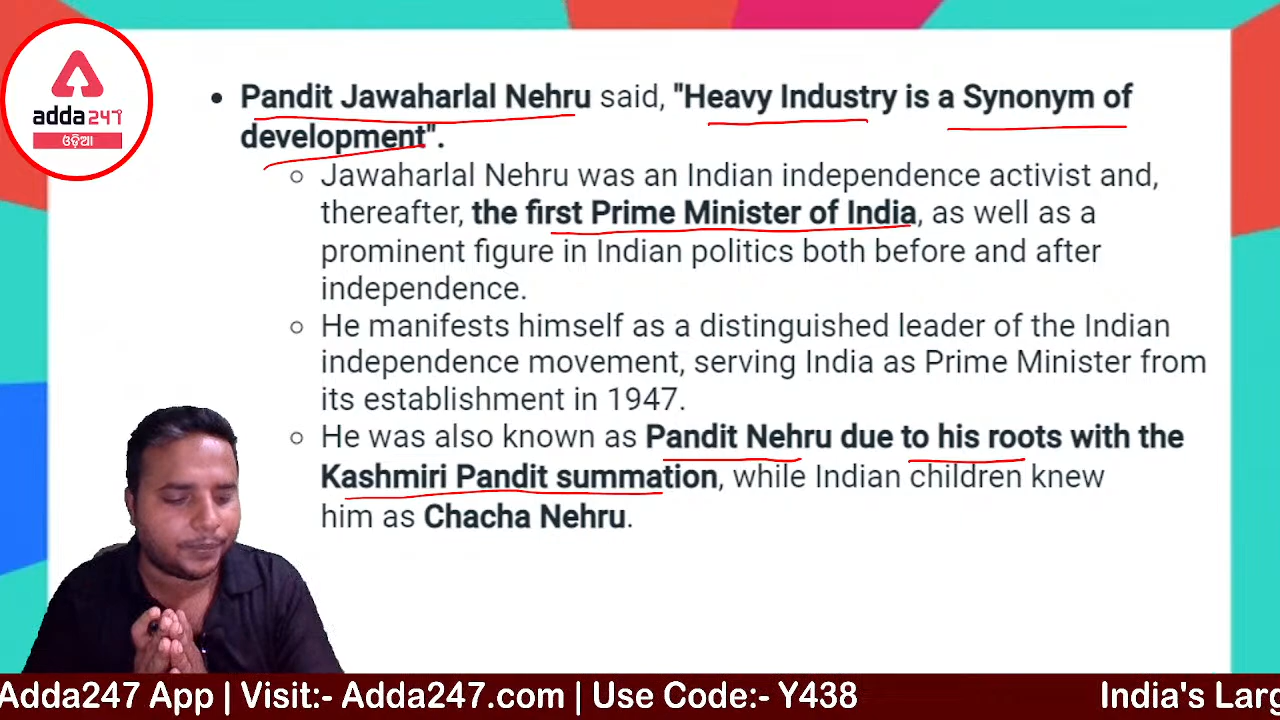 adda247
ଓଡ଼ିଆ
• Pandit Jawaharlal Nehru said, "Heavy Industry is a Synonym of
development".
○ Jawaharlal Nehru was an Indian independence activist and,
thereafter, the first Prime Minister of India, as well as a
prominent figure in Indian politics both before and after
independence.
○ He manifests himself as a distinguished leader of the Indian
independence movement, serving India as Prime Minister from
its establishment in 1947.
○ He was also known as Pandit Nehru due to his roots with the
Kashmiri Pandit summation, while Indian children knew
him as Chacha Nehru.
Adda247 App | Visit:- Adda247.com | Use Code:- Y438
India's Larg